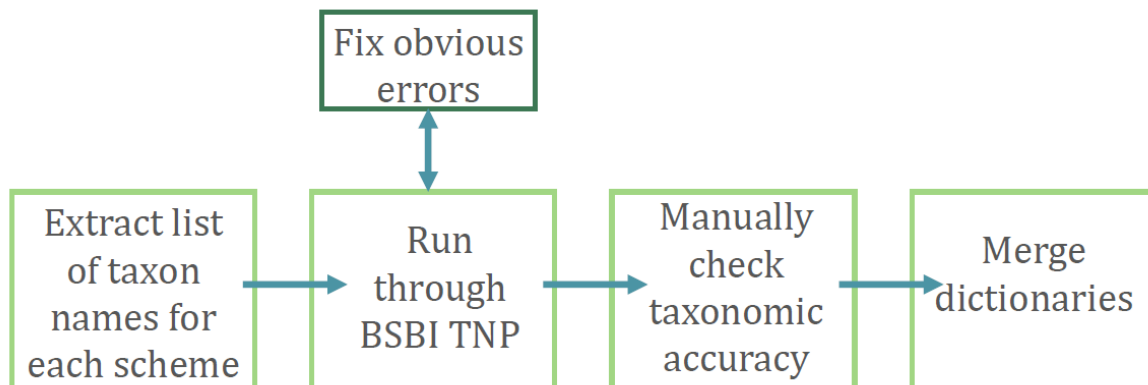 Fix obvious
errors
Extract list
of taxon
names for
each scheme
Run
through
BSBI TNP
Manually
check
taxonomic
accuracy
Merge
dictionaries